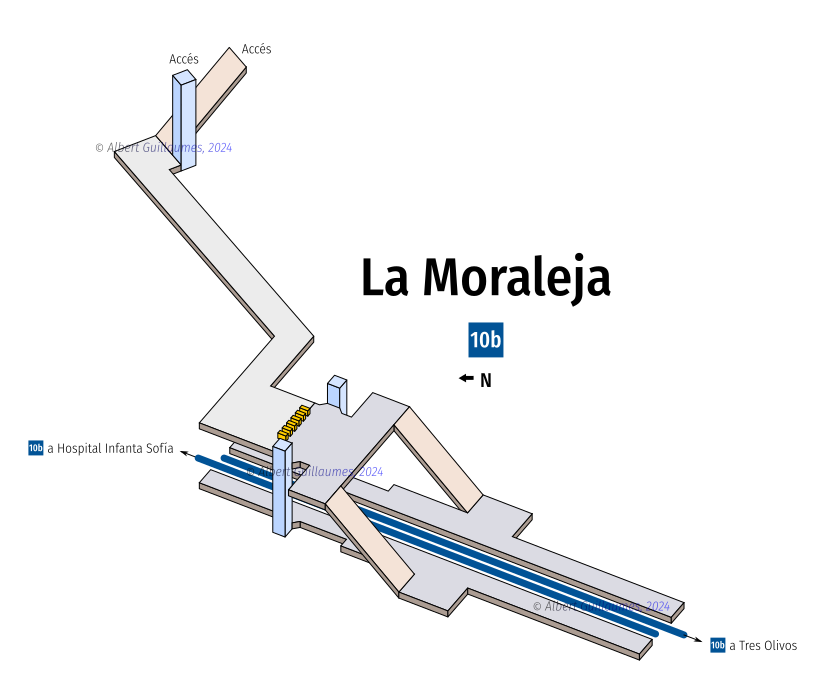 Accés
Accés
© Albert Guillaumes, 2024
La Moraleja
10b
N
10b a Hospital Infanta Sofía
© Albert Guillaumes, 2024
© Albert Guillaumes, 2024
10b a Tres Olivos